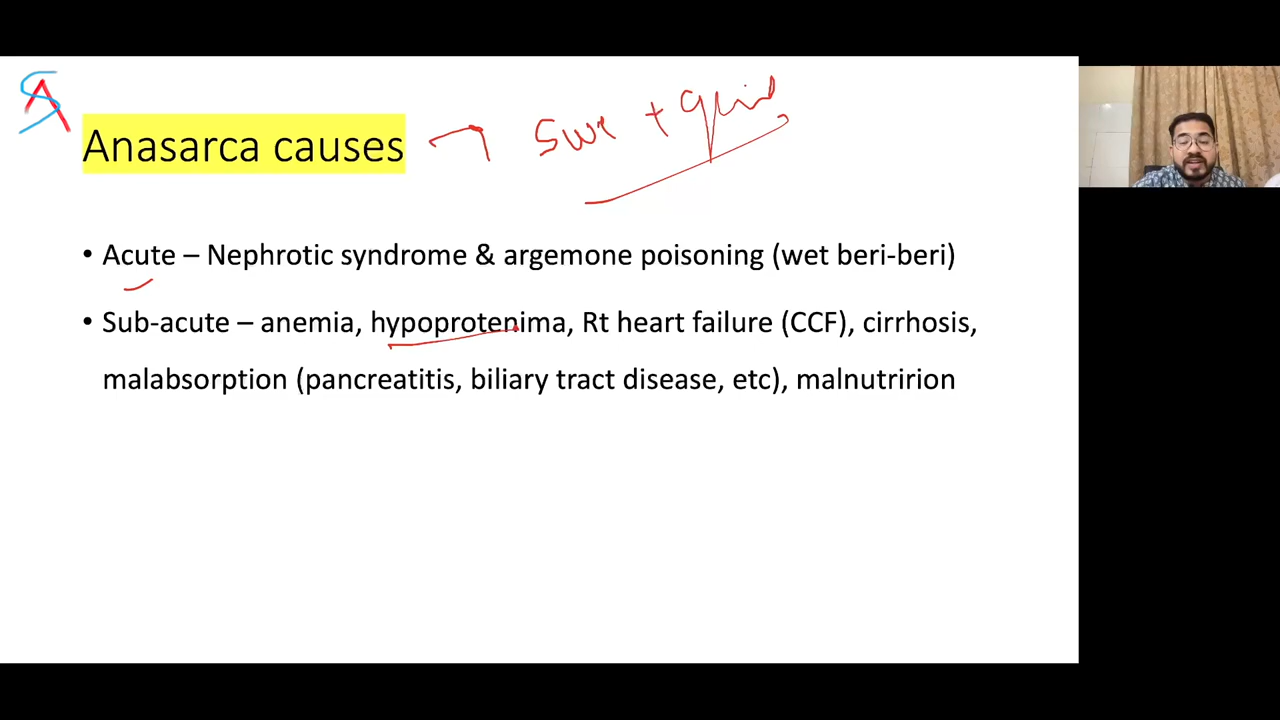 Anasarca causes
• Acute – Nephrotic syndrome & argemone poisoning (wet beri-beri)
• Sub-acute – anemia, hypoprotenima, Rt heart failure (CCF), cirrhosis,
malabsorption (pancreatitis, biliary tract disease, etc), malnutririon